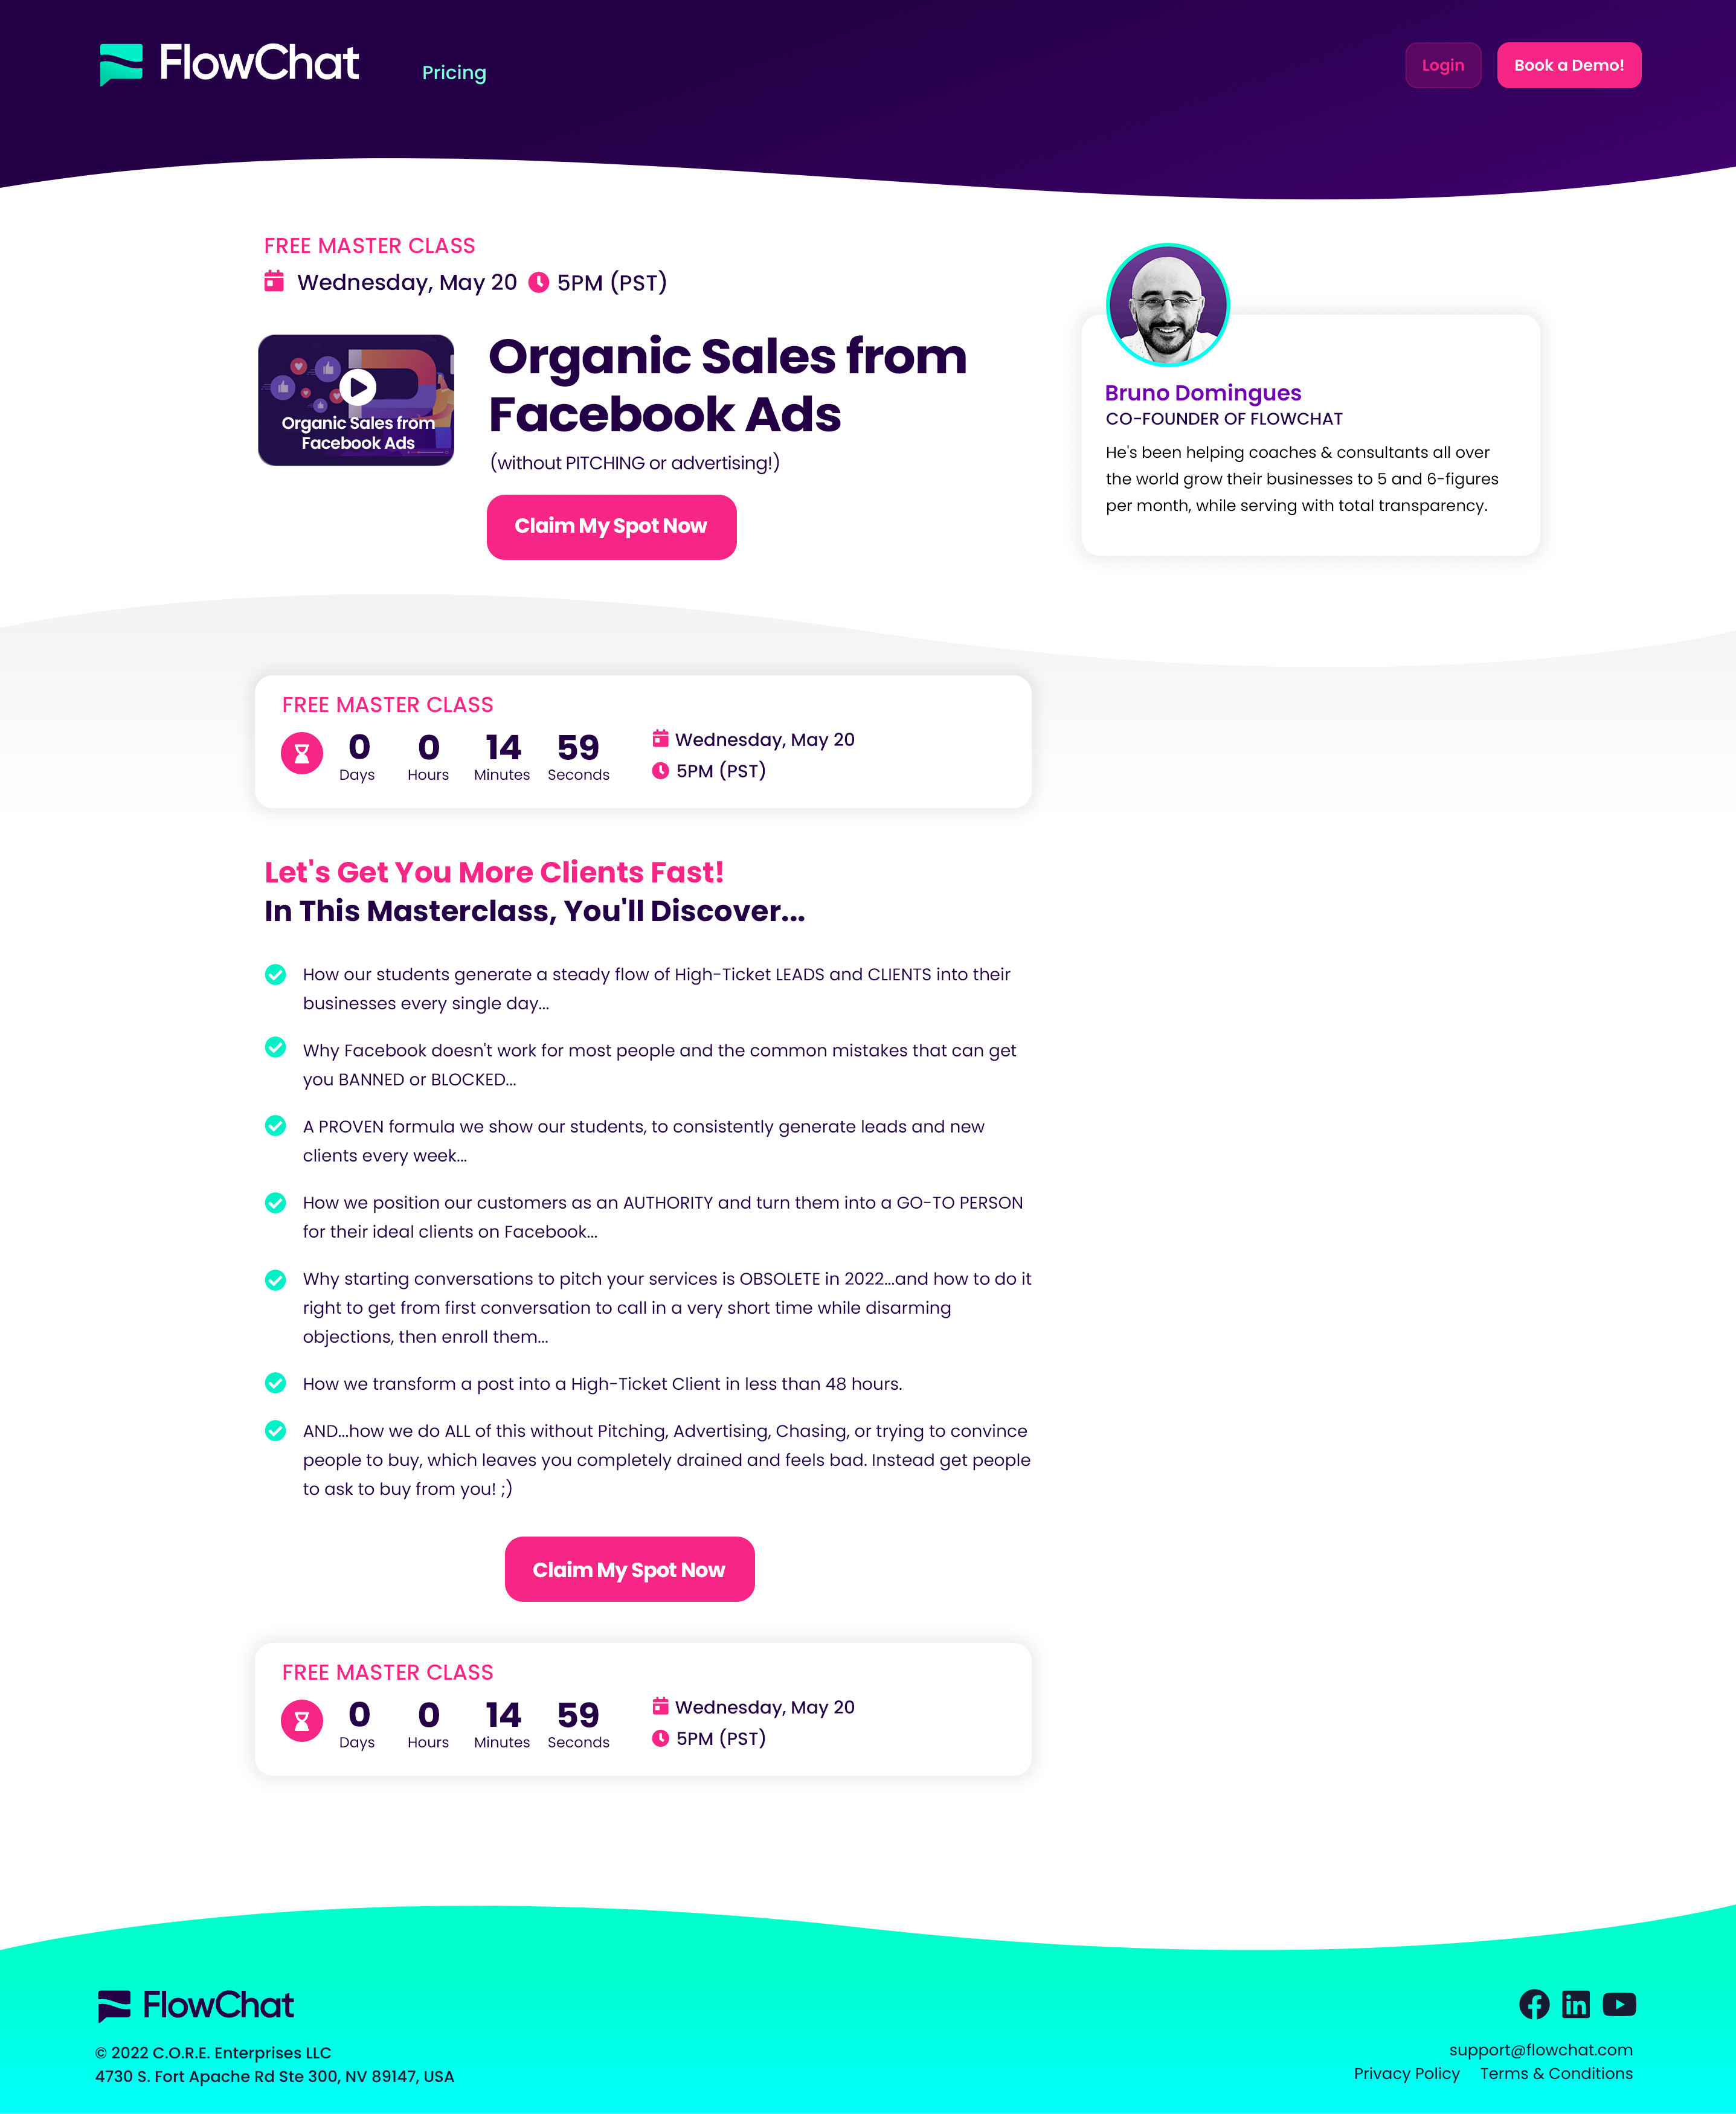 FlowChat
Pricing
Login
Book a Demo!
FREE MASTER CLASS
Wednesday, May 20 5PM (PST)
Organic Sales from
Facebook Ads
Organic Sales from
Facebook Ads
(without PITCHING or advertising!)
Claim My Spot Now
Bruno Domingues
CO-FOUNDER OF FLOWCHAT
He's been helping coaches & consultants all over
the world grow their businesses to 5 and 6-figures
per month, while serving with total transparency.
FREE MASTER CLASS
0 0 14 59
Days Hours Minutes Seconds
Wednesday, May 20
5PM (PST)
Let's Get You More Clients Fast!
In This Masterclass, You'll Discover...
How our students generate a steady flow of High-Ticket LEADS and CLIENTS into their
businesses every single day...
Why Facebook doesn't work for most people and the common mistakes that can get
you BANNED or BLOCKED...
A PROVEN formula we show our students, to consistently generate leads and new
clients every week...
How we position our customers as an AUTHORITY and turn them into a GO-TO PERSON
for their ideal clients on Facebook...
Why starting conversations to pitch your services is OBSOLETE in 2022...and how to do it
right to get from first conversation to call in a very short time while disarming
objections, then enroll them...
How we transform a post into a High-Ticket Client in less than 48 hours.
AND...how we do ALL of this without Pitching, Advertising, Chasing, or trying to convince
people to buy, which leaves you completely drained and feels bad. Instead get people
to ask to buy from you! ;)
Claim My Spot Now
FREE MASTER CLASS
0 0 14 59
Days Hours Minutes Seconds
Wednesday, May 20
5PM (PST)
FlowChat
© 2022 C.O.R.E. Enterprises LLC
4730 S. Fort Apache Rd Ste 300, NV 89147, USA
support@flowchat.com
Privacy Policy Terms & Conditions